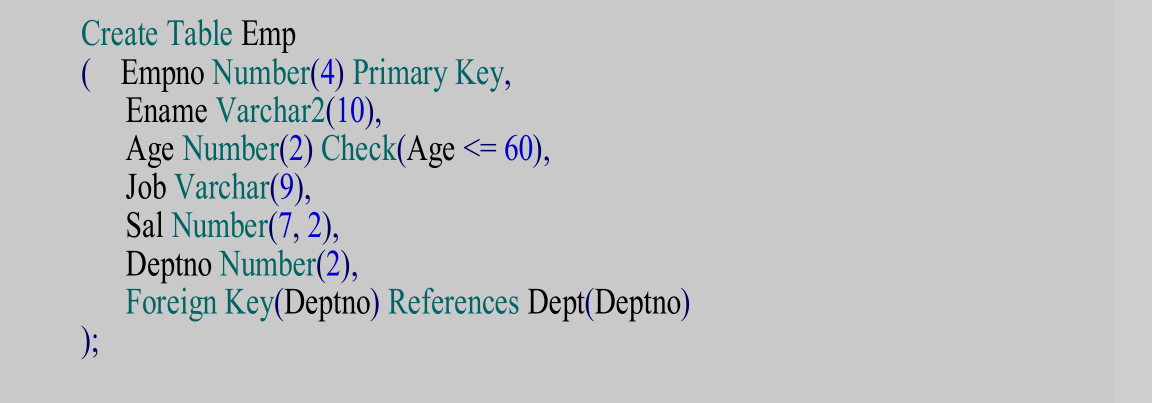 Create Table Emp
( Empno Number(4) Primary Key,
Ename Varchar2(10),
Age Number(2) Check(Age <= 60),
Job Varchar(9),
Sal Number(7, 2),
Deptno Number(2),
Foreign Key(Deptno) References Dept(Deptno)
);